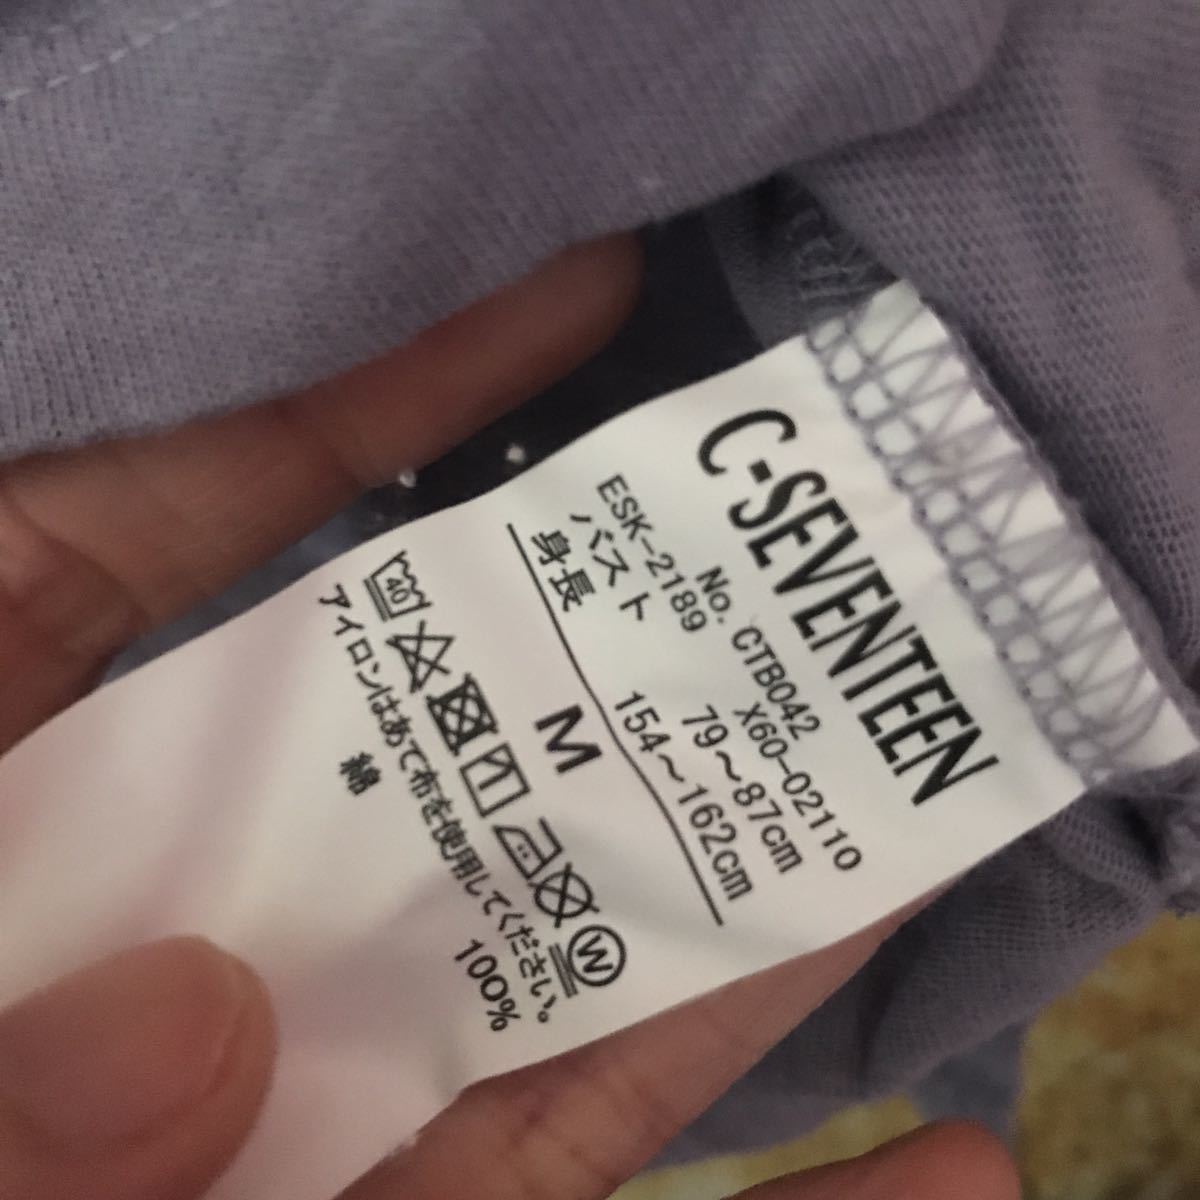 C-SEVENTEEN
No. CTB042
ESK-2189 X60-02110
バスト 79～87cm
身長 154～162cm
M
40 W
アイロンはあて布を使用してください。
綿 100%